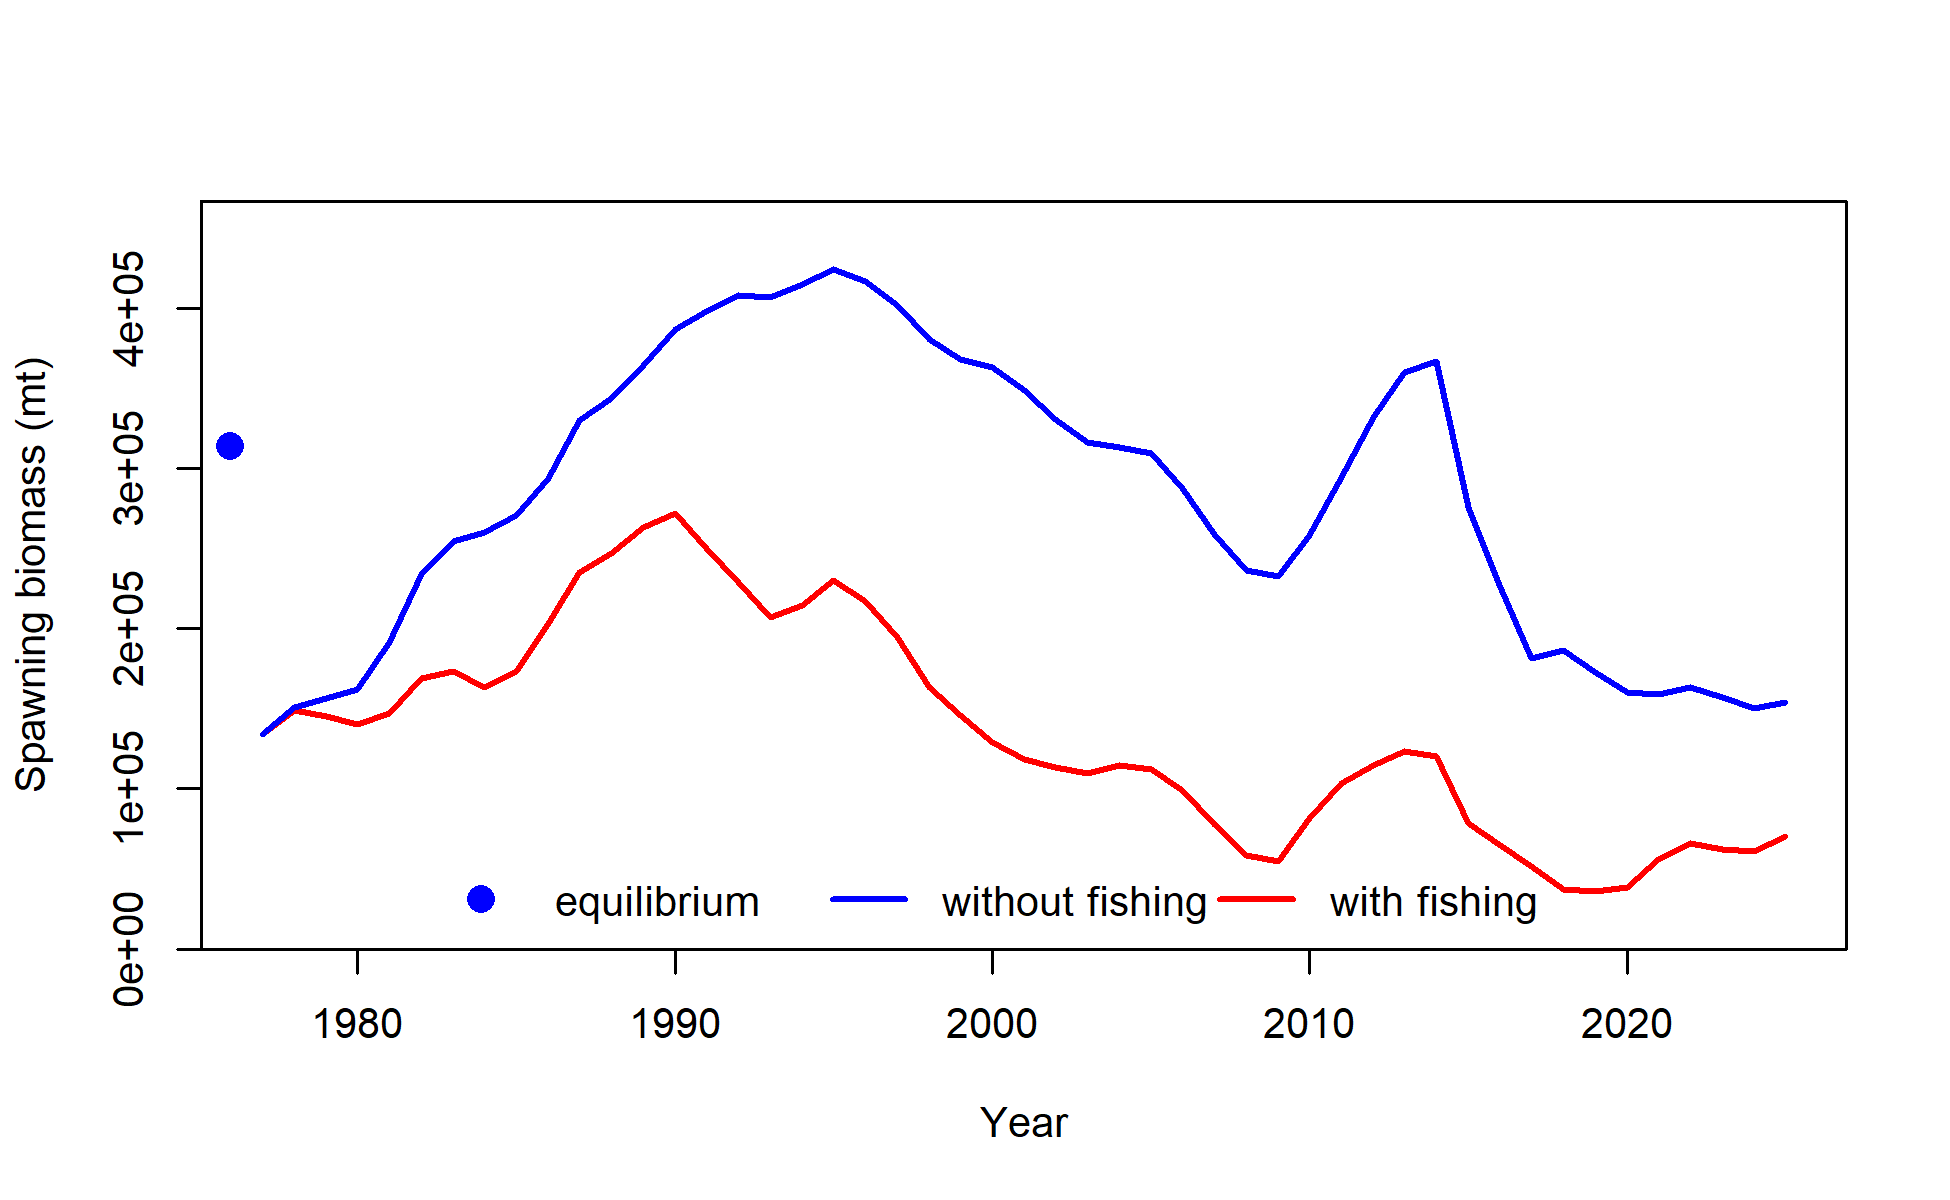 Spawning biomass (mt)
4e+05
3e+05
2e+05
1e+05
0e+00
equilibrium without fishing with fishing
1980 1990 2000 2010 2020
Year